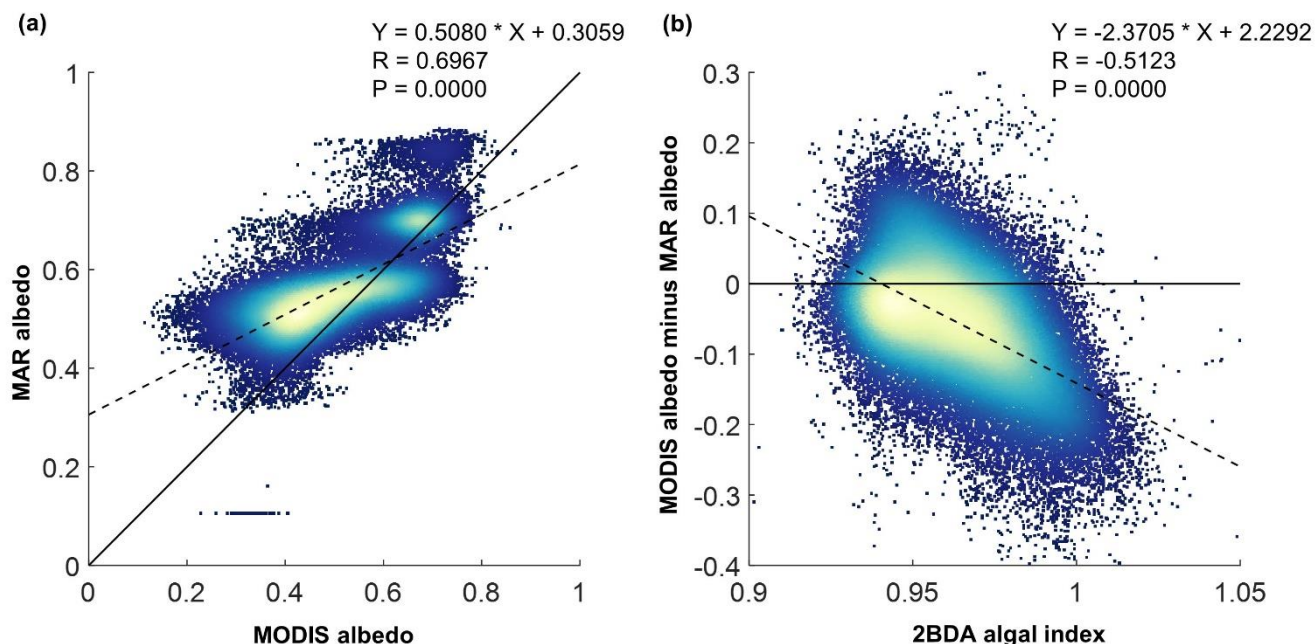 (a)
Y = 0.5080 * X + 0.3059
R = 0.6967
P = 0.0000
1
0.8
0.6
0.4
0.2
0
MAR albedo
0 0.2 0.4 0.6 0.8 1
MODIS albedo
(b)
Y = -2.3705 * X + 2.2292
R = -0.5123
P = 0.0000
0.3
0.2
0.1
0
-0.1
-0.2
-0.3
-0.4
MODIS albedo minus MAR albedo
0.9 0.95 1 1.05
2BDA algal index